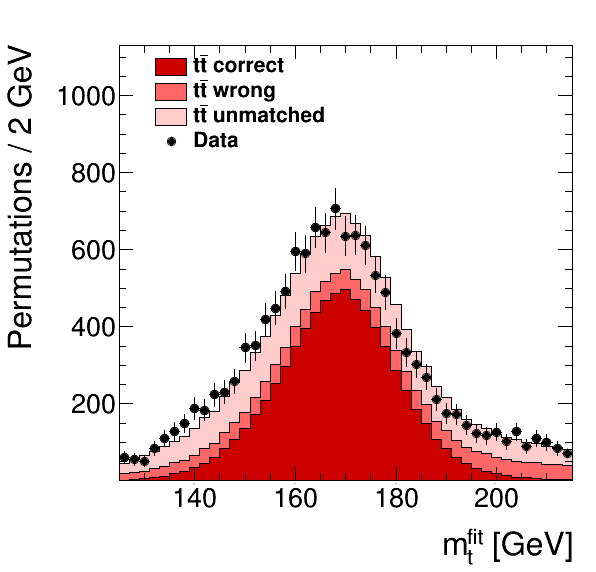 Permutations / 2 GeV
1000
800
600
400
200
tt̄ correct
tt̄ wrong
tt̄ unmatched
Data
140 160 180 200
m_t^fit [GeV]